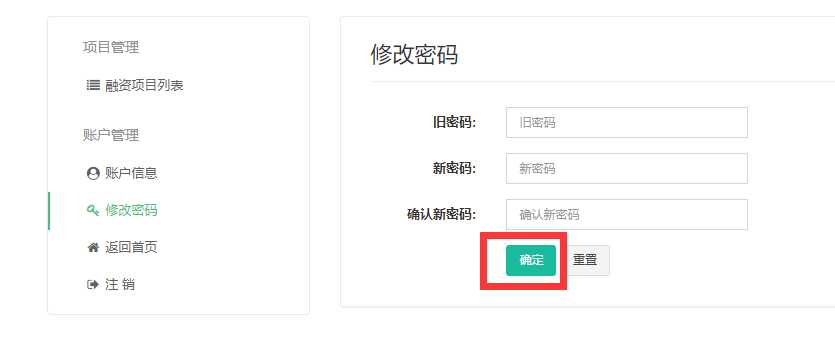 项目管理
融资项目列表
账户管理
账户信息
修改密码
返回首页
注 销
修改密码
旧密码: 旧密码
新密码: 新密码
确认新密码: 确认新密码
确定 重置